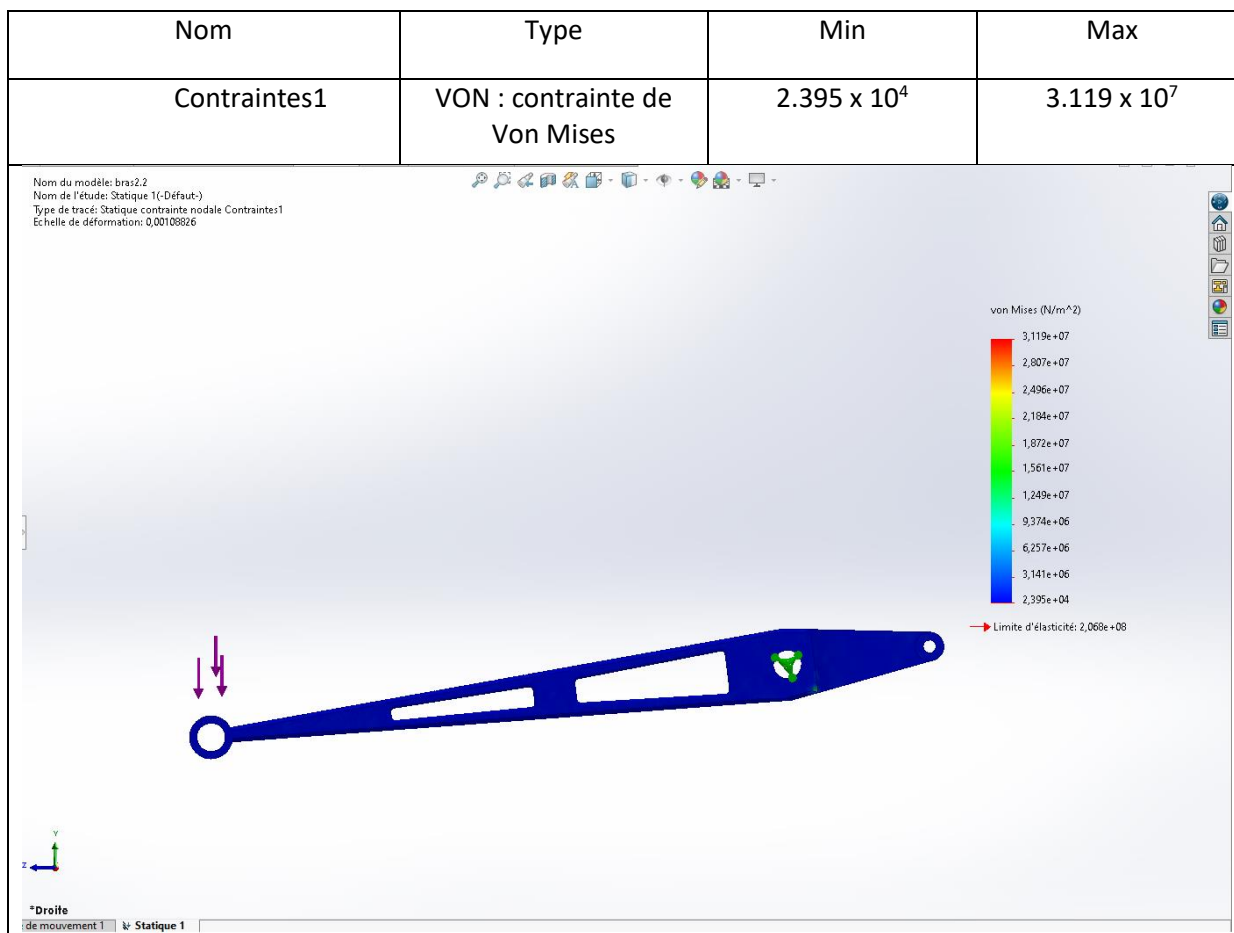 Nom Type Min Max
Contraintes1 VON : contrainte de Von Mises 2.395 x 10⁴ 3.119 x 10⁷
Nom du modèle: bras2.2
Nom de l'étude: Statique 1(-Défaut-)
Type de tracé: Statique contrainte nodale Contraintes1
Echelle de déformation: 0,00108826
von Mises (N/m^2)
3,119e+07
2,807e+07
2,496e+07
2,184e+07
1,872e+07
1,561e+07
1,249e+07
9,374e+06
6,257e+06
3,141e+06
2,395e+04
Limite d'élasticité: 2,068e+08
Y
Z
*Droite
de mouvement 1 Statique 1